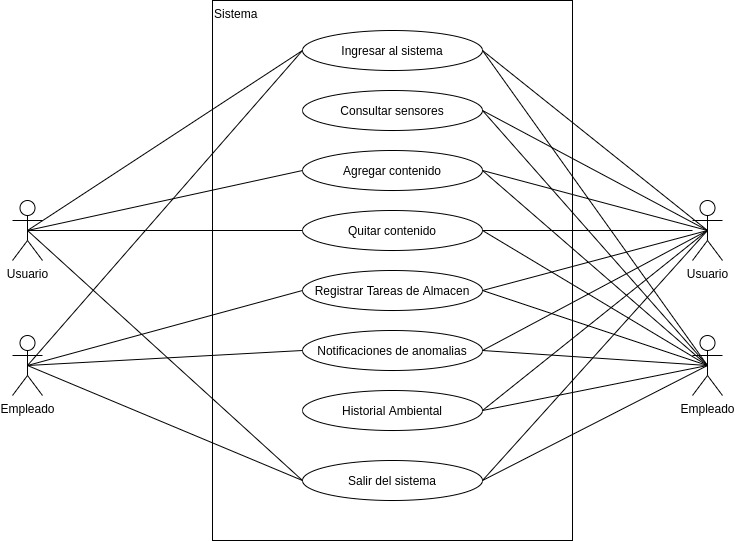 Sistema
Ingresar al sistema
Consultar sensores
Agregar contenido
Quitar contenido
Usuario
Usuario
Registrar Tareas de Almacen
Notificaciones de anomalias
Empleado
Empleado
Historial Ambiental
Salir del sistema